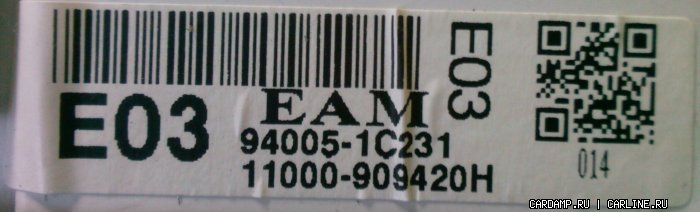 E03
EAM
94005-1C231
11000-909420H
E03
014
CARDAMP.RU | CARLINE.RU